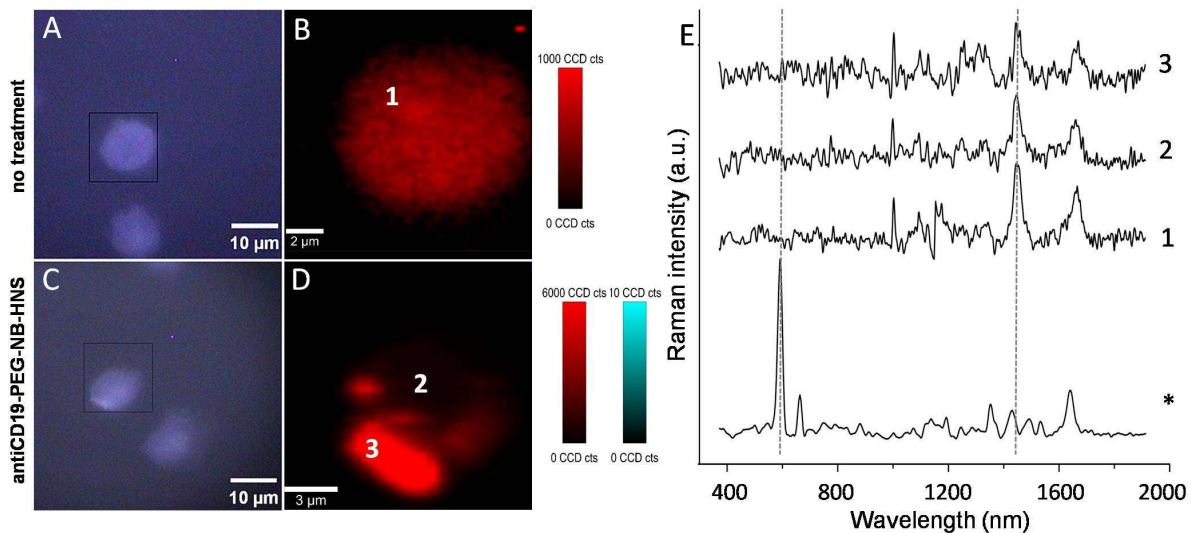 no treatment
A
10 µm
B
1
2 µm
1000 CCD cts
0 CCD cts
antiCD19-PEG-NB-HNS
C
10 µm
D
2
3
3 µm
6000 CCD cts
10 CCD cts
0 CCD cts
0 CCD cts
E
Raman intensity (a.u.)
3
2
1
*
400 800 1200 1600 2000
Wavelength (nm)